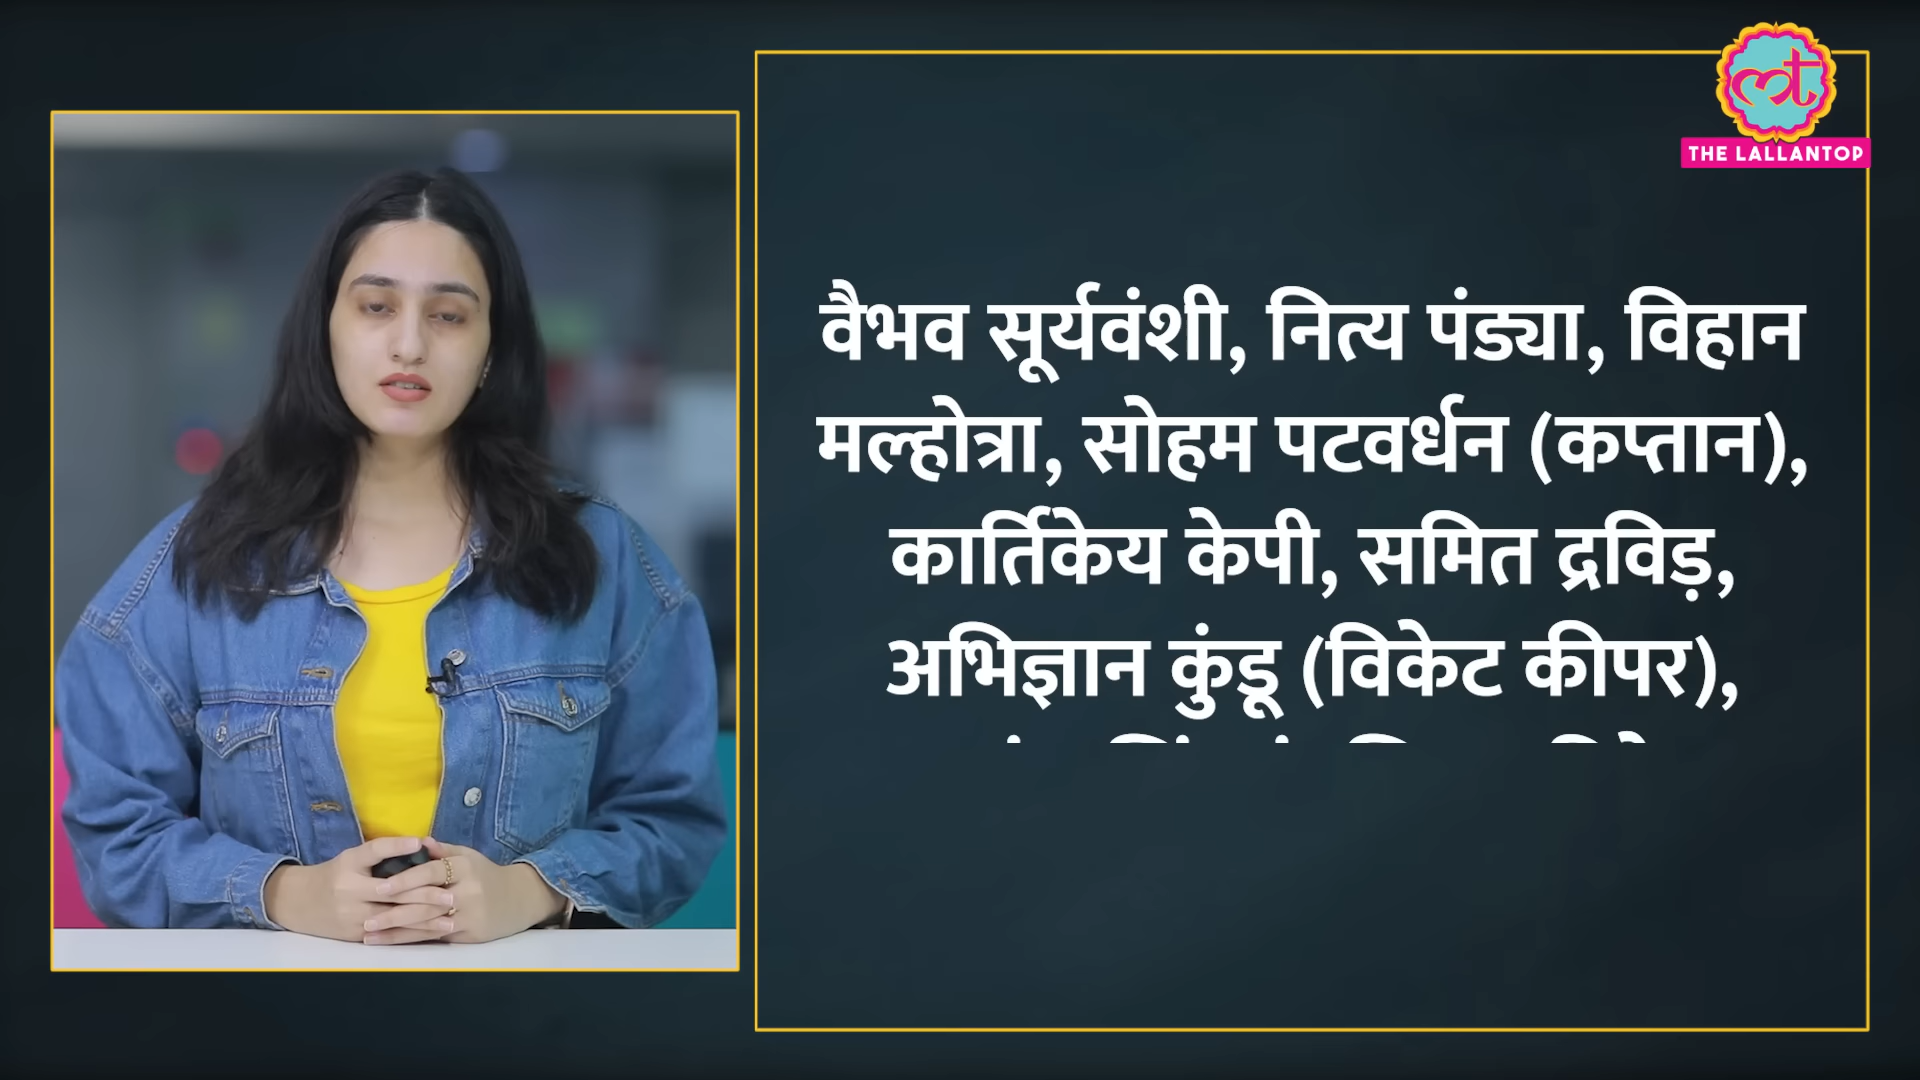 THE LALLANTOP
वैभव सूर्यवंशी, नित्य पंड्या, विहान
मल्होत्रा, सोहम पटवर्धन (कप्तान),
कार्तिकेय केपी, समित द्रविड़,
अभिज्ञान कुंडू (विकेट कीपर),